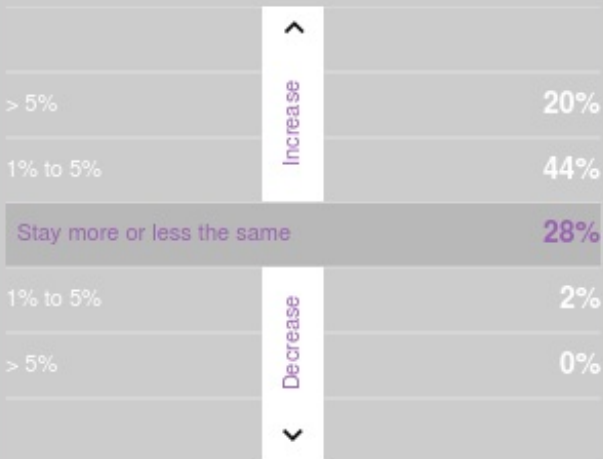 > 5% 20%
Increase
1% to 5% 44%
Stay more or less the same 28%
1% to 5% 2%
Decrease
> 5% 0%